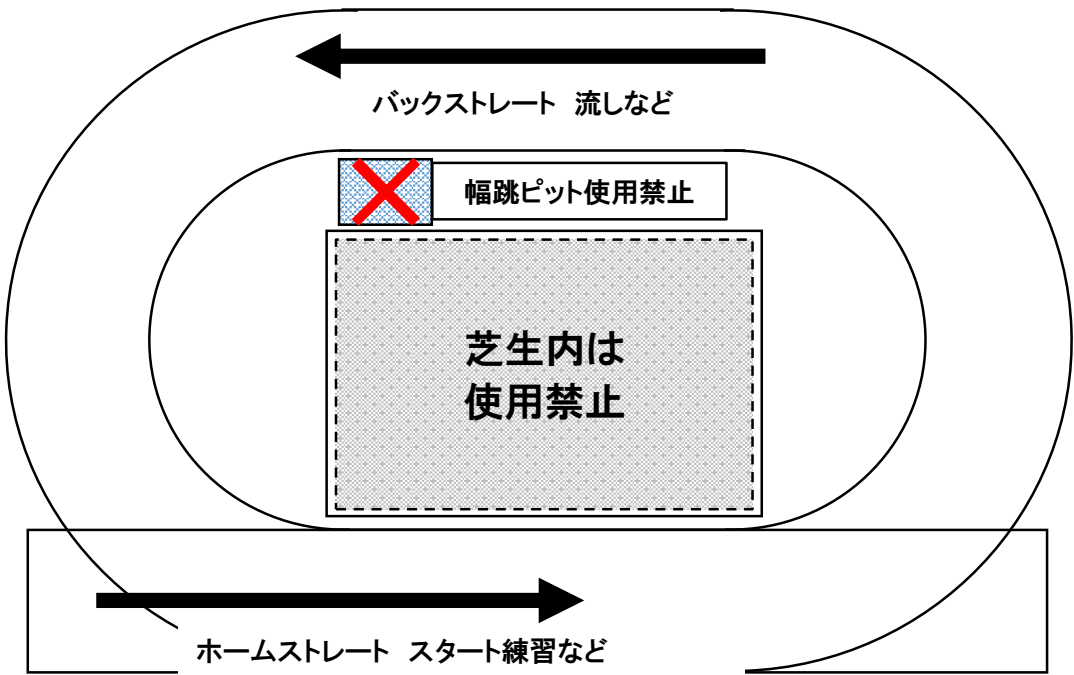 バックストレート　流しなど
幅跳ピット使用禁止
芝生内は
使用禁止
ホームストレート　スタート練習など